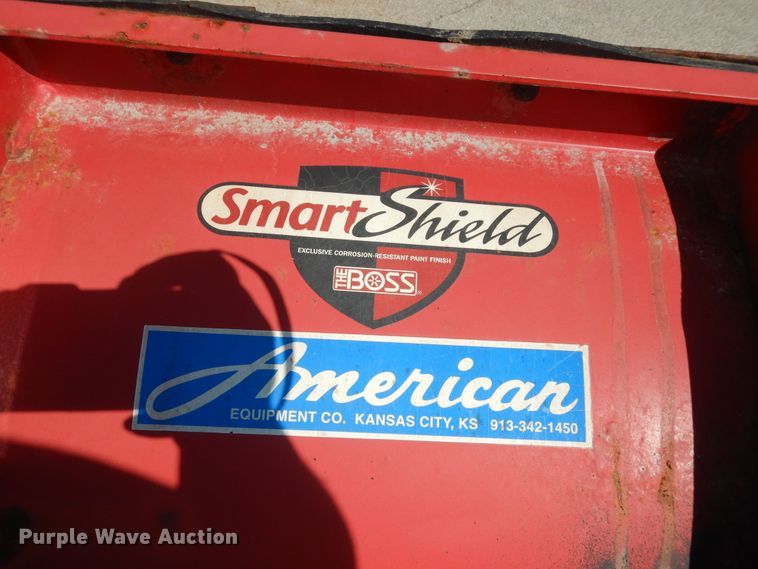 SmartShield
EXCLUSIVE CORROSION-RESISTANT PAINT FINISH
THE BOSS®
American
EQUIPMENT CO. KANSAS CITY, KS 913-342-1450
Purple Wave Auction